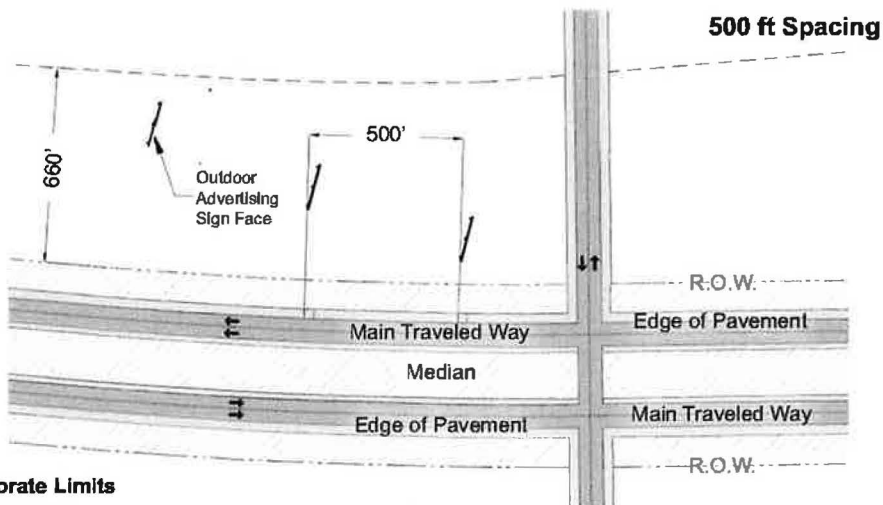 500 ft Spacing
500'
660'
Outdoor
Advertising
Sign Face
R.O.W.
Main Traveled Way
Edge of Pavement
Median
Edge of Pavement
Main Traveled Way
R.O.W.
Limits